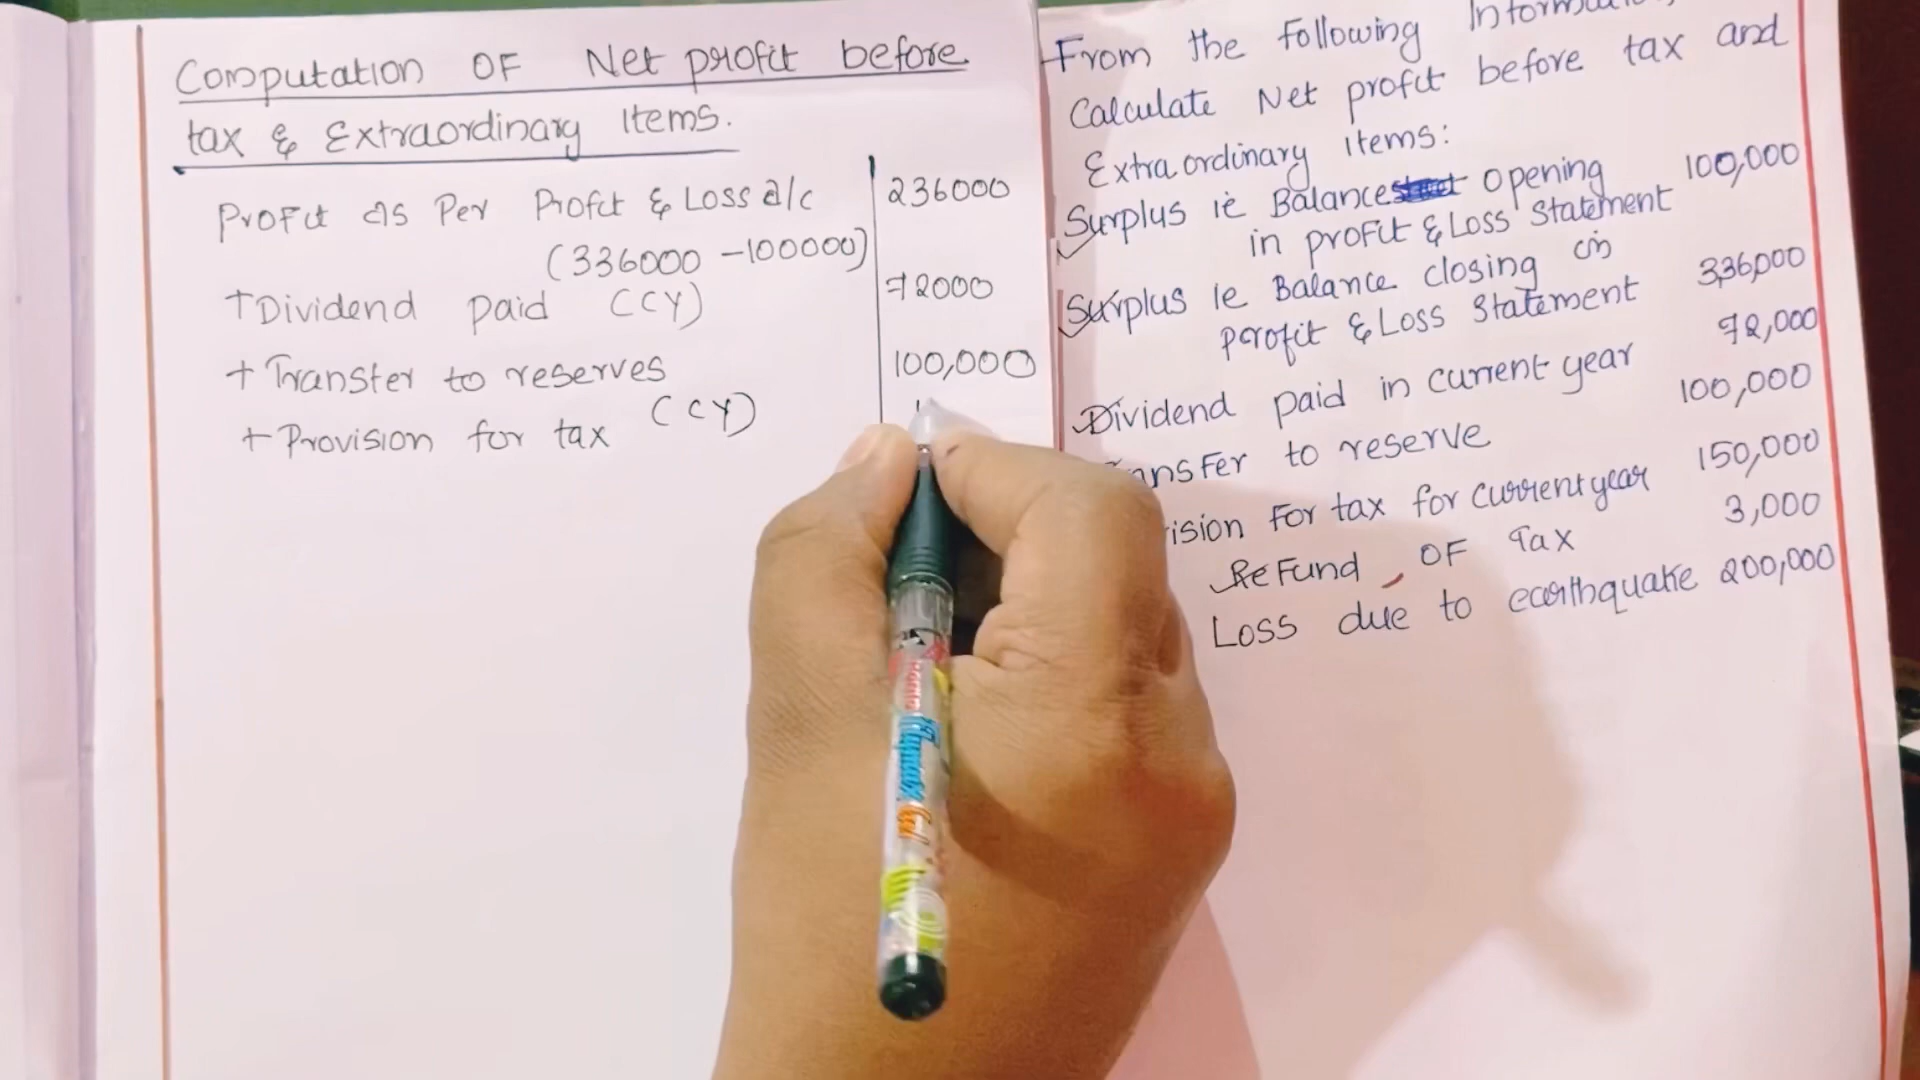 Computation OF Net profit before
tax & Extraordinary Items.
Profit as Per Profit & Loss a/c 236000
(336000 - 100000)
+Dividend paid (CY) 72000
+ Transfer to reserves 100,000
+ Provision for tax (CY) 1
From the following
Calculate Net profit before tax and
Extraordinary items:
Surplus ie Balance opening 100,000
in profit & Loss Statement
Surplus ie Balance closing in
profit & Loss Statement 336,000
Dividend paid in current year 72,000
nsfer to reserve 100,000
ision for tax for current year 150,000
Refund OF Tax 3,000
Loss due to earthquake 200,000